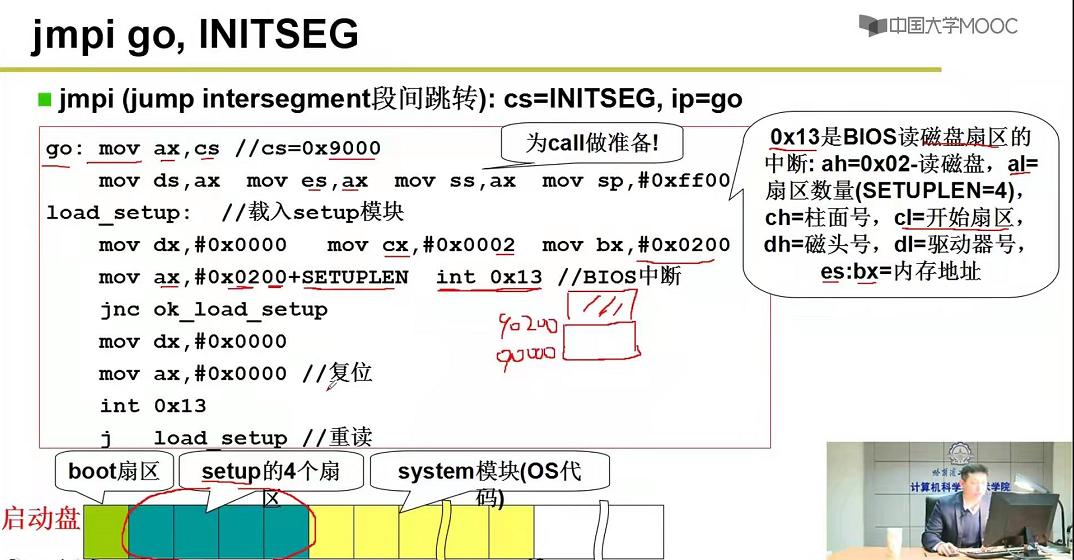 jmpi go, INITSEG
中国大学MOOC
jmpi (jump intersegment段间跳转): cs=INITSEG, ip=go
go: mov ax,cs //cs=0x9000
mov ds,ax mov es,ax mov ss,ax mov sp,#0xff00
load_setup: //载入setup模块
mov dx,#0x0000 mov cx,#0x0002 mov bx,#0x0200
mov ax,#0x0200+SETUPLEN int 0x13 //BIOS中断
jnc ok_load_setup
mov dx,#0x0000
mov ax,#0x0000 //复位
int 0x13
j load_setup //重读
为call做准备!
0x13是BIOS读磁盘扇区的
中断: ah=0x02-读磁盘，al=
扇区数量(SETUPLEN=4)，
ch=柱面号，cl=开始扇区，
dh=磁头号，dl=驱动器号，
es:bx=内存地址
90200
90000
boot扇区
setup的4个扇
区
system模块(OS代
码)
启动盘